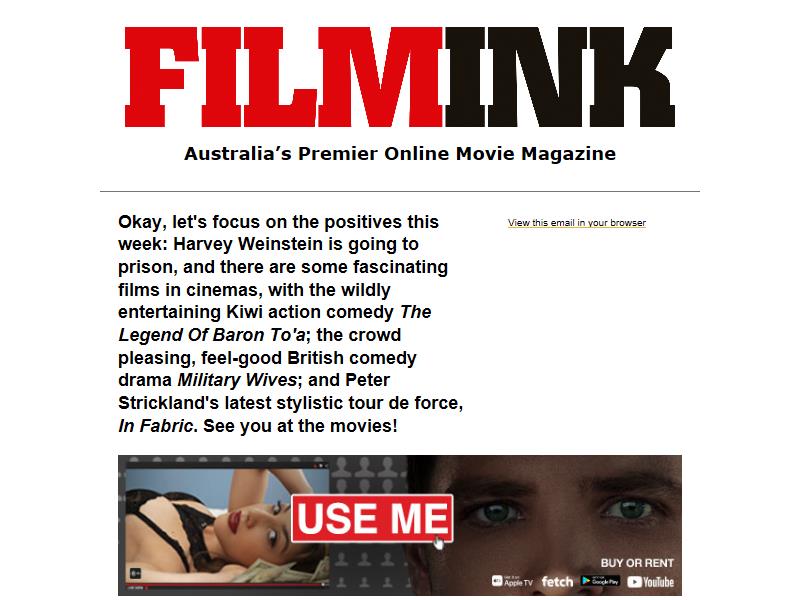 FILMINK
Australia's Premier Online Movie Magazine
Okay, let's focus on the positives this
week: Harvey Weinstein is going to
prison, and there are some fascinating
films in cinemas, with the wildly
entertaining Kiwi action comedy The
Legend Of Baron To'a; the crowd
pleasing, feel-good British comedy
drama Military Wives; and Peter
Strickland's latest stylistic tour de force,
In Fabric. See you at the movies!
View this email in your browser
USE ME
BUY OR RENT
Apple TV
fetch
Google Play
YouTube